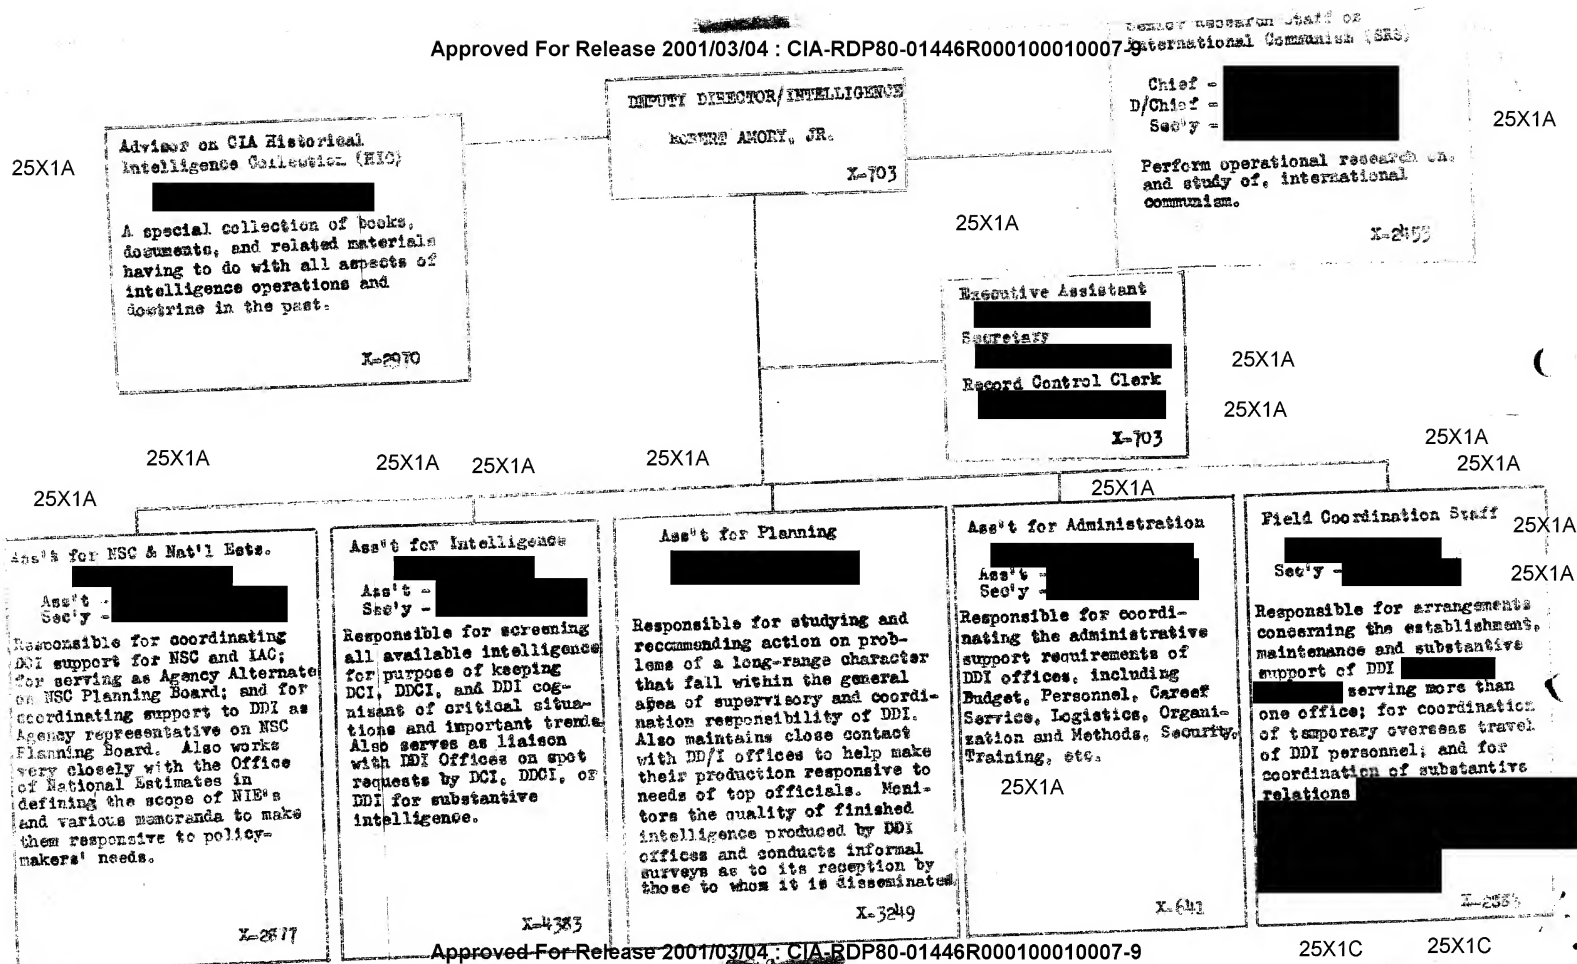 Approved For Release 2001/03/04 : CIA-RDP80-01446R000100010007-9
Senior Research Staff on
International Communism (SRS)
Chief -
D/Chief -
Sec'y -
Perform operational research on,
and study of, international
communism.
X-2455
25X1A
DEPUTY DIRECTOR/INTELLIGENCE
ROBERT AMORY, JR.
X-703
25X1A
Advisor on CIA Historical
Intelligence Collection (HIC)
A special collection of books,
documents, and related materials
having to do with all aspects of
intelligence operations and
doctrine in the past.
X-2970
25X1A
Executive Assistant
Secretary
Record Control Clerk
X-703
25X1A
25X1A
25X1A
25X1A
25X1A
25X1A
25X1A
25X1A
25X1A
25X1A
25X1A
Ass't for NSC & Nat'l Ests.
Ass't -
Sec'y -
Responsible for coordinating
DCI support for NSC and IAC;
for serving as Agency Alternate
on NSC Planning Board; and for
coordinating support to DDI as
Agency representative on NSC
Planning Board. Also works
very closely with the Office
of National Estimates in
defining the scope of NIE's
and various memoranda to make
them responsive to policy-
makers' needs.
Ass't for Intelligence
Ass't -
Sec'y -
Responsible for screening
all available intelligence
for purpose of keeping
DCI, DDCI, and DDI cog-
nisant of critical situa-
tions and important trends
Also serves as liaison
with DDI Offices on spot
requests by DCI, DDCI, or
DDI for substantive
intelligence.
X-4383
Ass't for Planning
Responsible for studying and
recommending action on prob-
lems of a long-range character
that fall within the general
area of supervisory and coordi-
nation responsibility of DDI.
Also maintains close contact
with DD/I offices to help make
their production responsive to
needs of top officials. Moni-
tors the quality of finished
intelligence produced by DDI
offices and conducts informal
surveys as to its reception by
those to whom it is disseminated.
X-3249
Ass't for Administration
Ass't -
Sec'y -
Responsible for coordi-
nating the administrative
support requirements of
DDI offices, including
Budget, Personnel, Career
Service, Logistics, Organi-
zation and Methods, Security,
Training, etc.
25X1A
X-641
Field Coordination Staff
Sec'y -
25X1A
25X1A
Responsible for arrangements
concerning the establishment,
maintenance and substantive
support of DDI
serving more than
one office; for coordination
of temporary overseas travel
of DDI personnel; and for
coordination of substantive
relations
Approved For Release 2001/03/04 : CIA-RDP80-01446R000100010007-9
25X1C
25X1C